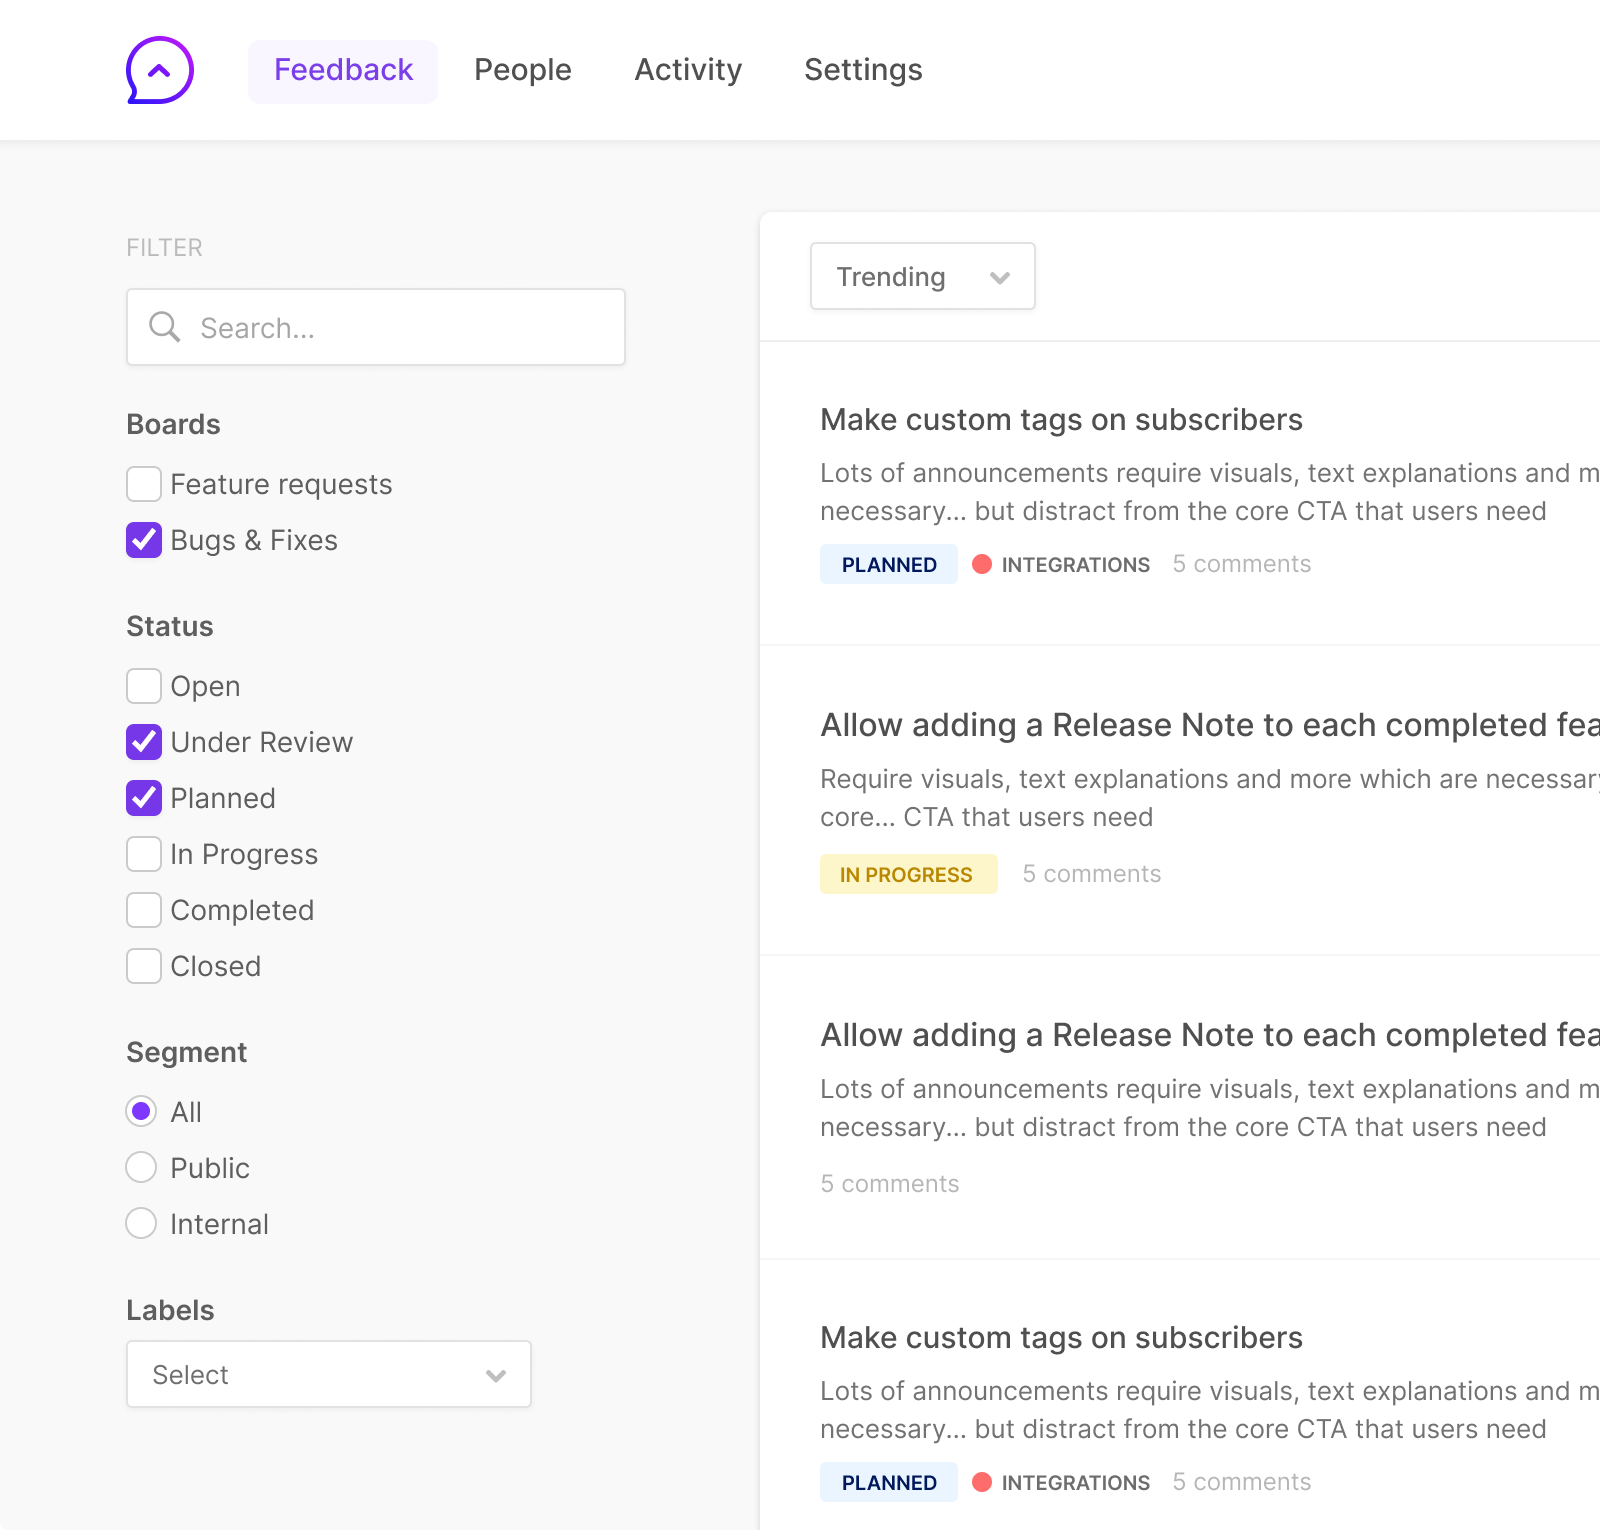 Feedback People Activity Settings
FILTER
Search...
Boards
Feature requests
Bugs & Fixes
Status
Open
Under Review
Planned
In Progress
Completed
Closed
Segment
All
Public
Internal
Labels
Select
Trending
Make custom tags on subscribers
Lots of announcements require visuals, text explanations and m
necessary... but distract from the core CTA that users need
PLANNED INTEGRATIONS 5 comments
Allow adding a Release Note to each completed fea
Require visuals, text explanations and more which are necessary
core... CTA that users need
IN PROGRESS 5 comments
Allow adding a Release Note to each completed fea
Lots of announcements require visuals, text explanations and m
necessary... but distract from the core CTA that users need
5 comments
Make custom tags on subscribers
Lots of announcements require visuals, text explanations and m
necessary... but distract from the core CTA that users need
PLANNED INTEGRATIONS 5 comments